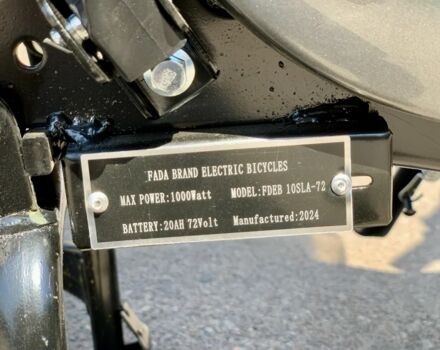 FADA BRAND ELECTRIC BICYCLES
MAX POWER:1000Watt MODEL:FDEB 10SLA-72
BATTERY:20AH 72Volt Manufactured:2024